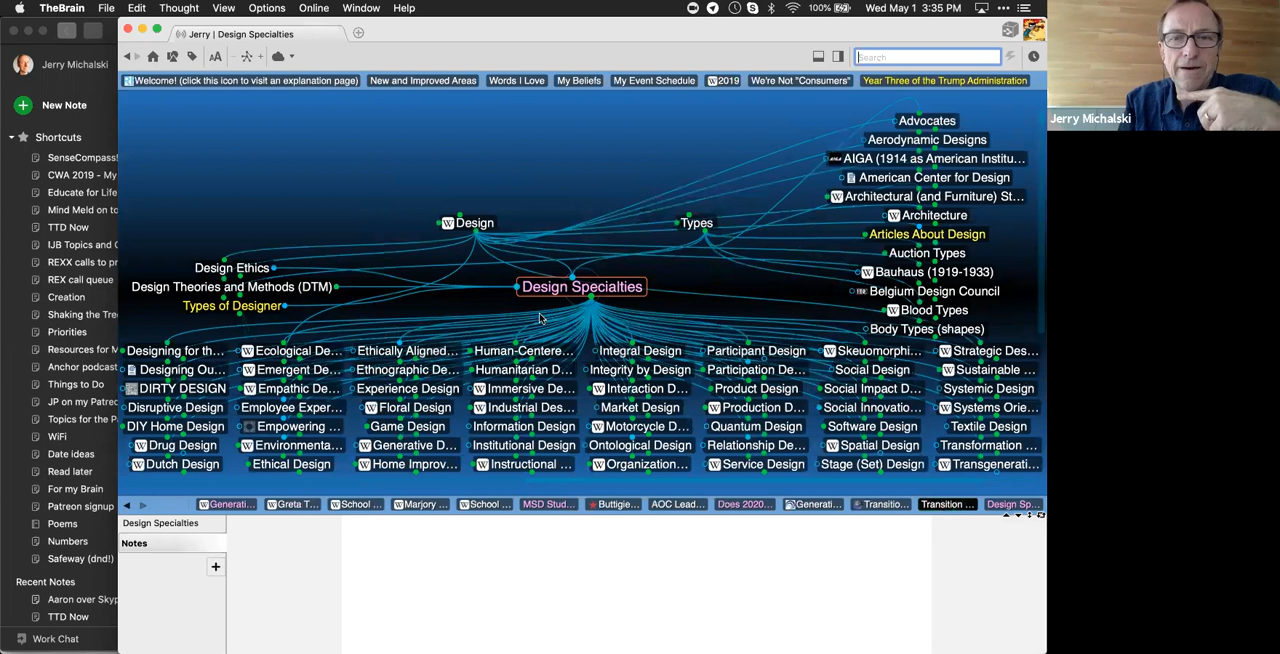 TheBrain File Edit Thought View Options Online Window Help
100% Wed May 1 3:35 PM
Jerry | Design Specialties
Jerry Michalski
AA
Search
Welcome! (click this icon to visit an explanation page) New and Improved Areas Words I Love My Beliefs My Event Schedule W 2019 We're Not "Consumers" Year Three of the Trump Administration
New Note
Shortcuts
SenseCompass!
CWA 2019 - My
Educate for Life
Mind Meld on to
TTD Now
IJB Topics and C
REXX calls to pr
REX call queue
Creation
Shaking the Tre
Priorities
Resources for M
Anchor podcast
Things to Do
JP on my Patreo
Topics for the P
WiFi
Date ideas
Read later
For my Brain
Patreon signup
Poems
Numbers
Safeway (dnd!)
Recent Notes
Aaron over Skyp
TTD Now
Work Chat
Advocates
Aerodynamic Designs
AIGA (1914 as American Institu...
American Center for Design
W Architectural (and Furniture) St...
W Architecture
Articles About Design
Auction Types
W Bauhaus (1919-1933)
Belgium Design Council
W Blood Types
Body Types (shapes)
W Design
Types
Design Ethics
Design Theories and Methods (DTM)
Types of Designer
Design Specialties
Designing for th... W Ecological De... Ethically Aligned... Human-Centere... Integral Design Participant Design W Skeuomorphi... W Strategic Des...
Designing Ou... W Emergent De... Ethnographic De... Humanitarian D... Integrity by Design Participation De... Social Design W Sustainable ...
DIRTY DESIGN W Empathic De... Experience Design W Immersive De... W Interaction D... W Product Design Social Impact D... Systemic Design
Disruptive Design Employee Exper... W Floral Design W Industrial Des... Market Design W Production D... Social Innovatio... W Systems Orie...
DIY Home Design Empowering ... Game Design Information Design W Motorcycle D... Quantum Design Software Design Textile Design
W Drug Design W Environmenta... W Generative D... Institutional Design Ontological Design Relationship De... W Spatial Design Transformation ...
W Dutch Design Ethical Design W Home Improv... W Instructional ... W Organization... W Service Design Stage (Set) Design W Transgenerati...
W Generati... W Greta T... W School ... W Marjory ... W School ... MSD Stud... Buttigie... AOC Lead... Does 2020... Generati... Transitio... Transition ... Design Sp...
Design Specialties
Notes
+
Jerry Michalski